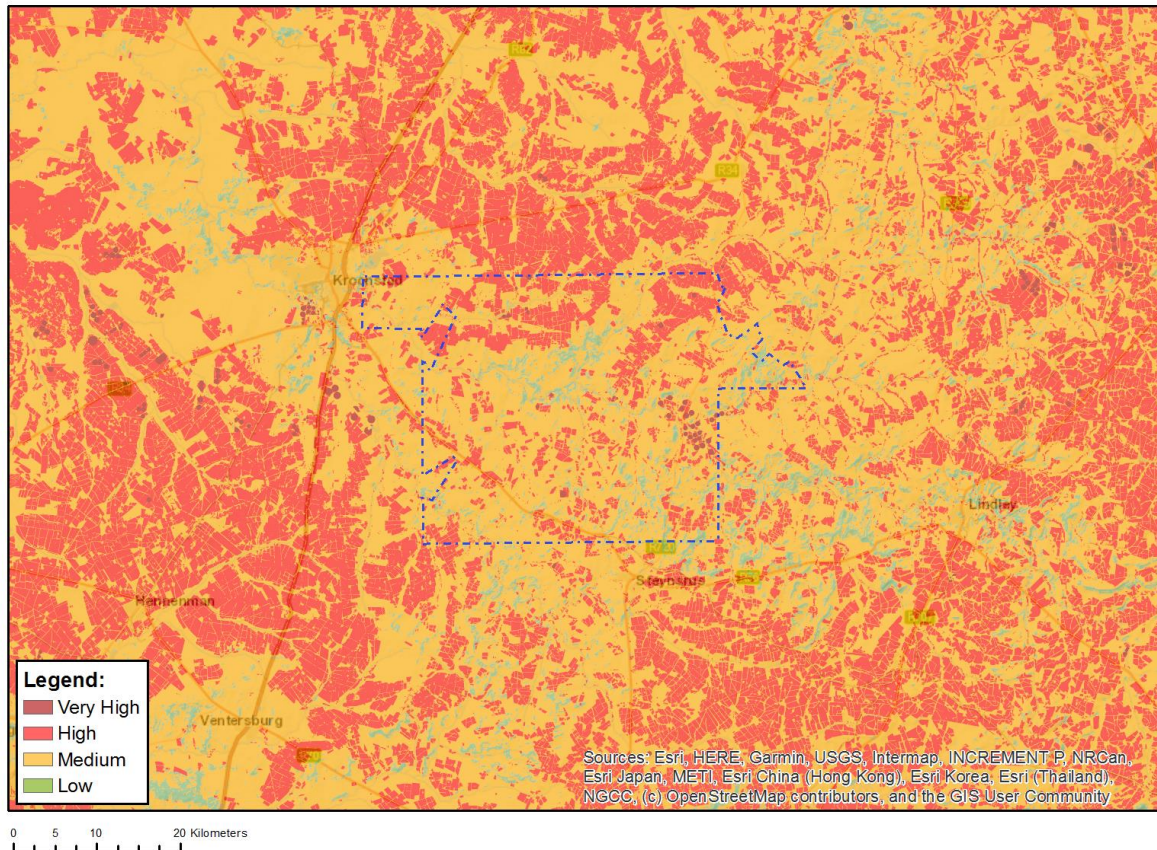 R34
Kroonstad
Lindley
Steynsrus
Hennenman
Ventersburg
Legend:
Very High
High
Medium
Low
Sources: Esri, HERE, Garmin, USGS, Intermap, INCREMENT P, NRCan,
Esri Japan, METI, Esri China (Hong Kong), Esri Korea, Esri (Thailand),
NGCC, (c) OpenStreetMap contributors, and the GIS User Community
0 5 10 20 Kilometers